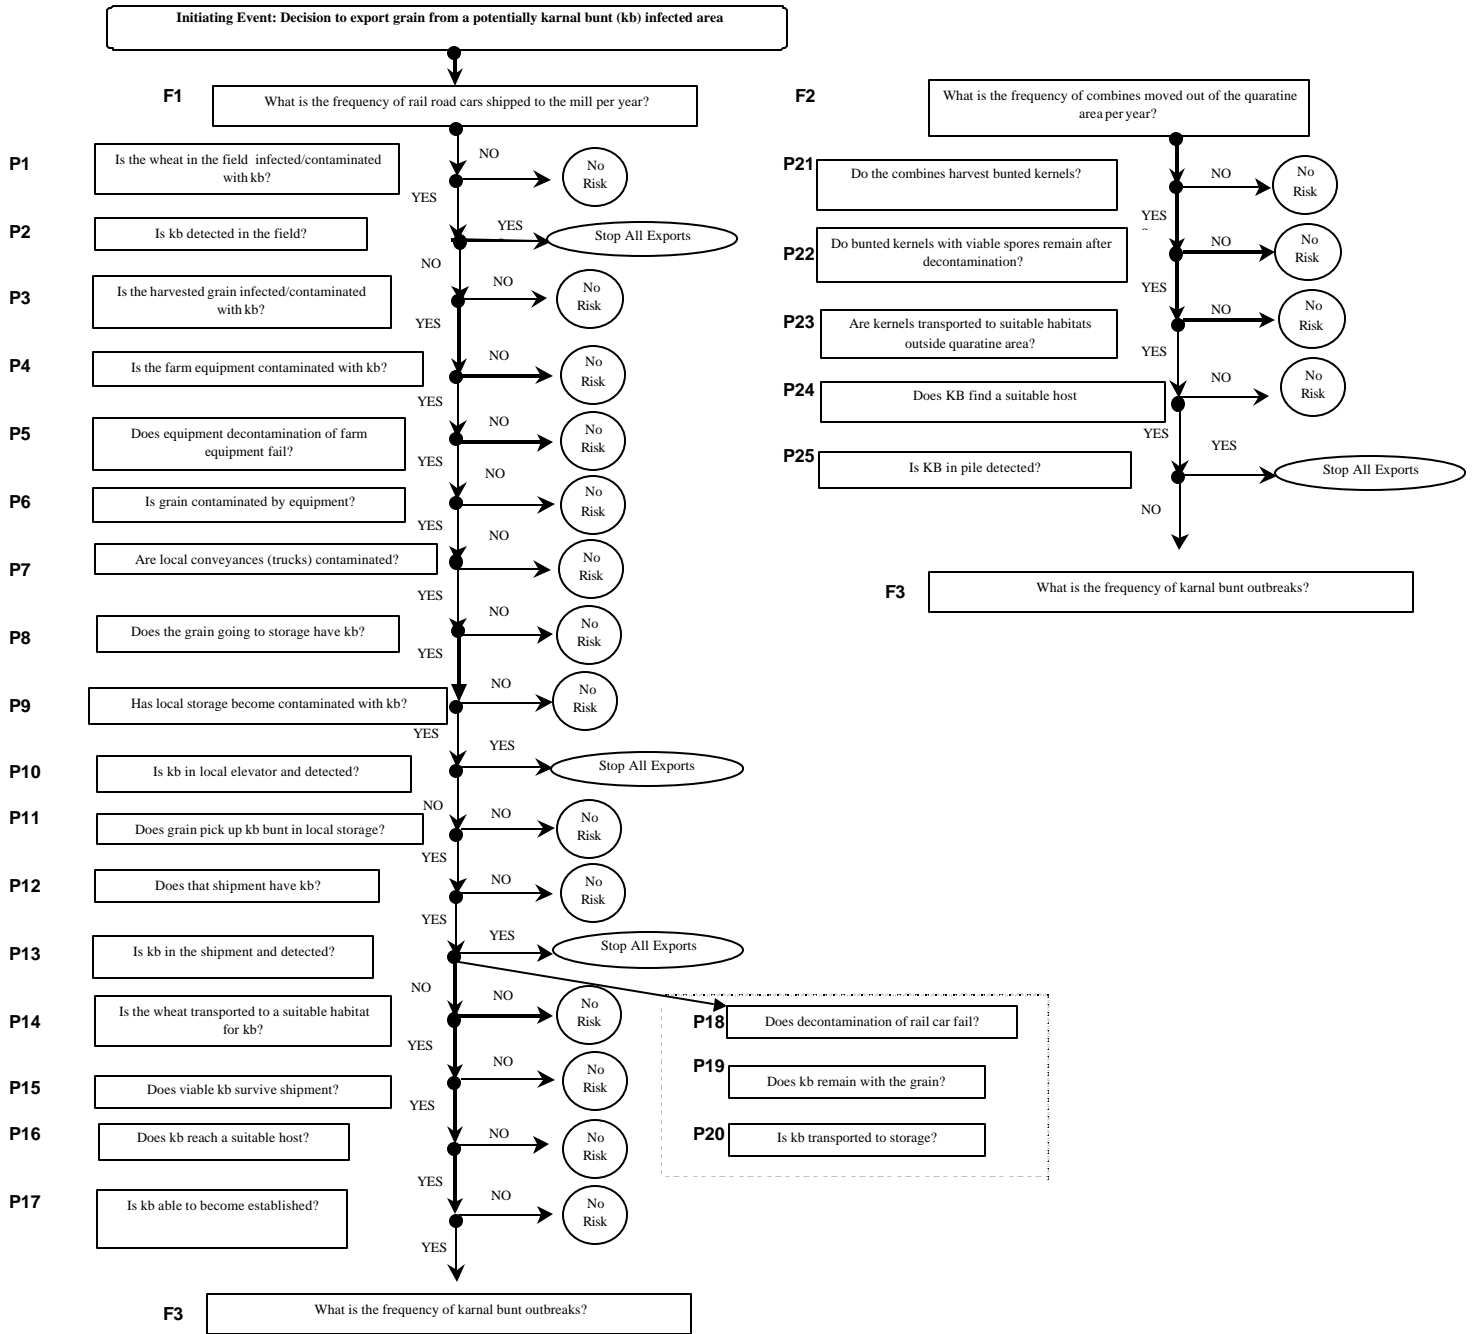 Initiating Event: Decision to export grain from a potentially karnal bunt (kb) infected area
F1
What is the frequency of rail road cars shipped to the mill per year?
P1
Is the wheat in the field infected/contaminated
with kb?
NO
No
Risk
YES
P2
Is kb detected in the field?
YES
Stop All Exports
NO
P3
Is the harvested grain infected/contaminated
with kb?
NO
No
Risk
YES
P4
Is the farm equipment contaminated with kb?
NO
No
Risk
YES
P5
Does equipment decontamination of farm
equipment fail?
NO
No
Risk
YES
P6
Is grain contaminated by equipment?
NO
No
Risk
YES
P7
Are local conveyances (trucks) contaminated?
NO
No
Risk
YES
P8
Does the grain going to storage have kb?
NO
No
Risk
YES
P9
Has local storage become contaminated with kb?
NO
No
Risk
YES
P10
Is kb in local elevator and detected?
YES
Stop All Exports
NO
P11
Does grain pick up kb bunt in local storage?
NO
No
Risk
YES
P12
Does that shipment have kb?
NO
No
Risk
YES
P13
Is kb in the shipment and detected?
YES
Stop All Exports
NO
P14
Is the wheat transported to a suitable habitat
for kb?
NO
No
Risk
YES
P15
Does viable kb survive shipment?
NO
No
Risk
YES
P16
Does kb reach a suitable host?
NO
No
Risk
YES
P17
Is kb able to become established?
NO
No
Risk
YES
F3
What is the frequency of karnal bunt outbreaks?
P18
Does decontamination of rail car fail?
P19
Does kb remain with the grain?
P20
Is kb transported to storage?
F2
What is the frequency of combines moved out of the quaratine
area per year?
P21
Do the combines harvest bunted kernels?
NO
No
Risk
YES
P22
Do bunted kernels with viable spores remain after
decontamination?
NO
No
Risk
YES
P23
Are kernels transported to suitable habitats
outside quaratine area?
NO
No
Risk
YES
P24
Does KB find a suitable host
NO
No
Risk
YES
P25
Is KB in pile detected?
YES
Stop All Exports
NO
F3
What is the frequency of karnal bunt outbreaks?